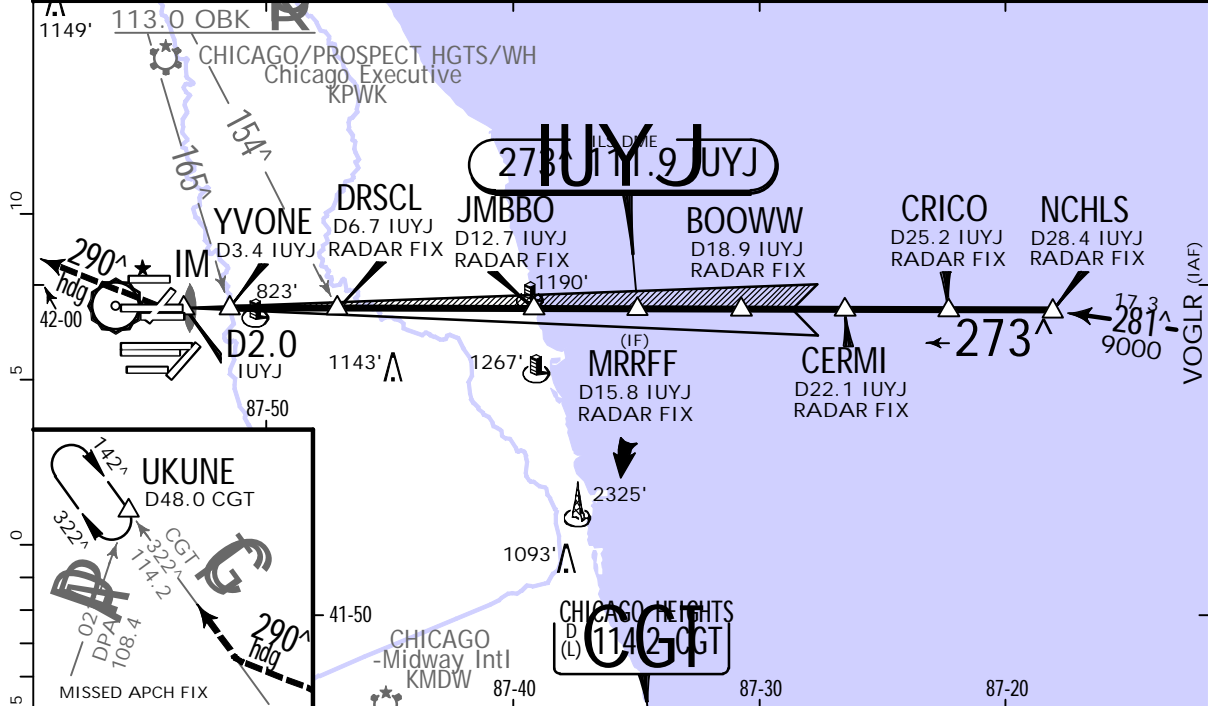 1149'
113.0 OBK
CHICAGO/PROSPECT HGTS/WH
Chicago Executive
KPWK
165^
154^
ILS DME
273^ 111.9 IUYJ
IUYJ
YVONE
D3.4 IUYJ
DRSCL
D6.7 IUYJ
RADAR FIX
JMBBO
D12.7 IUYJ
RADAR FIX
BOOWW
D18.9 IUYJ
RADAR FIX
CRICO
D25.2 IUYJ
RADAR FIX
NCHLS
D28.4 IUYJ
RADAR FIX
10
290^
hdg
IM
823'
1190'
42-00
D2.0
IUYJ
1143'
1267'
(IF)
MRRFF
D15.8 IUYJ
RADAR FIX
CERMI
D22.1 IUYJ
RADAR FIX
273^
17.3
281^
9000
VOGLR (IAF)
5
87-50
142^
322^
UKUNE
D48.0 CGT
CGT
322^
114.2
CG
DPA
108.4
290^
hdg
MISSED APCH FIX
0
2325'
1093'
41-50
CHICAGO
-Midway Intl
KMDW
CHICAGO HEIGHTS
D
(L)
114.2 CGT
CGT
5
87-40
87-30
87-20